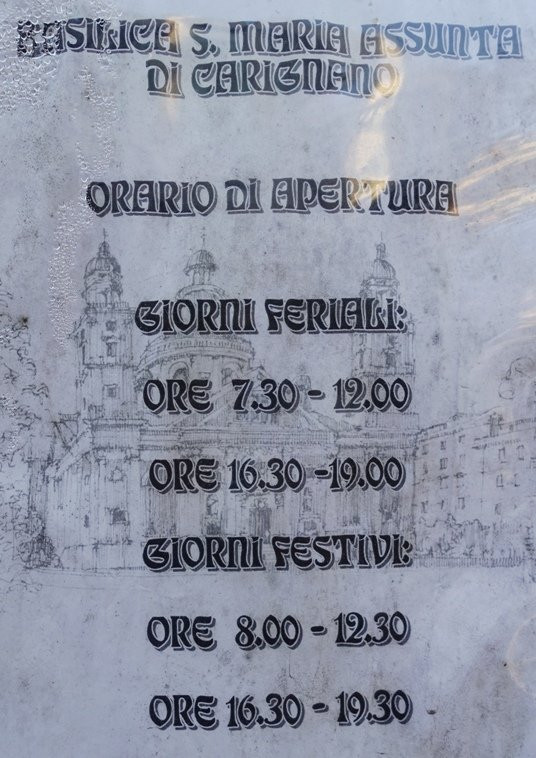 BASILICA S. MARIA ASSUNTA
DI CARIGNANO
ORARIO DI APERTURA
GIORNI FERIALI:
ORE 7.30 - 12.00
ORE 16.30 -19.00
GIORNI FESTIVI:
ORE 8.00 - 12.30
ORE 16.30 - 19.30